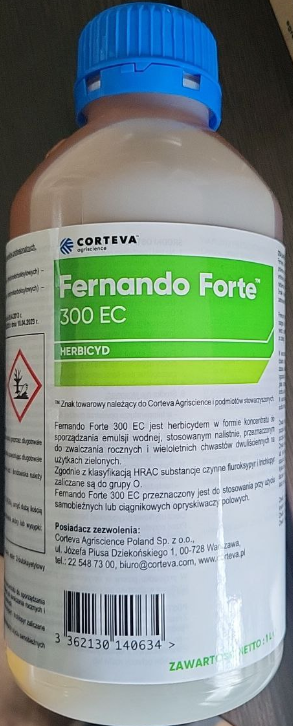 CORTEVA™
agriscience
Fernando Forte™
300 EC
HERBICYD
™ Znak towarowy należący do Corteva Agriscience i podmiotów stowarzyszonych.
Fernando Forte 300 EC jest herbicydem w formie koncentratu do
sporządzania emulsji wodnej, stosowanym nalistnie, przeznaczonym
do zwalczania rocznych i wieloletnich chwastów dwuliściennych na
użytkach zielonych.
Zgodnie z klasyfikacją HRAC substancje czynne fluroksypyr i triclopyr
zaliczane są do grupy O.
Fernando Forte 300 EC przeznaczony jest do stosowania przy użyciu
samobieżnych lub ciągnikowych opryskiwaczy polowych.
Posiadacz zezwolenia:
Corteva Agriscience Poland Sp. z o.o.,
ul. Józefa Piusa Dziekońskiego 1, 00-728 Warszawa,
tel.: 22 548 73 00, biuro@corteva.com, www.corteva.pl
3 362130 140634 >
ZAWARTOŚĆ NETTO : 1 L